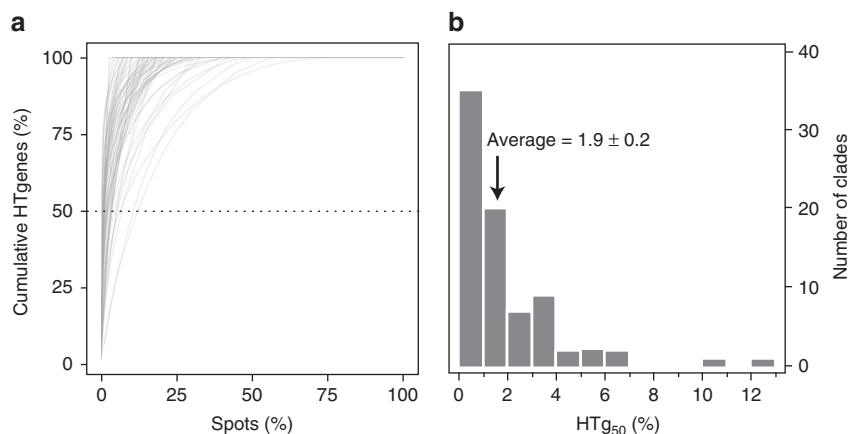 a
Cumulative HTgenes (%)
100
75
50
25
0
0 25 50 75 100
Spots (%)
b
Average = 1.9 ± 0.2
40
30
20
10
0
Number of clades
0 2 4 6 8 10 12
HTg50 (%)